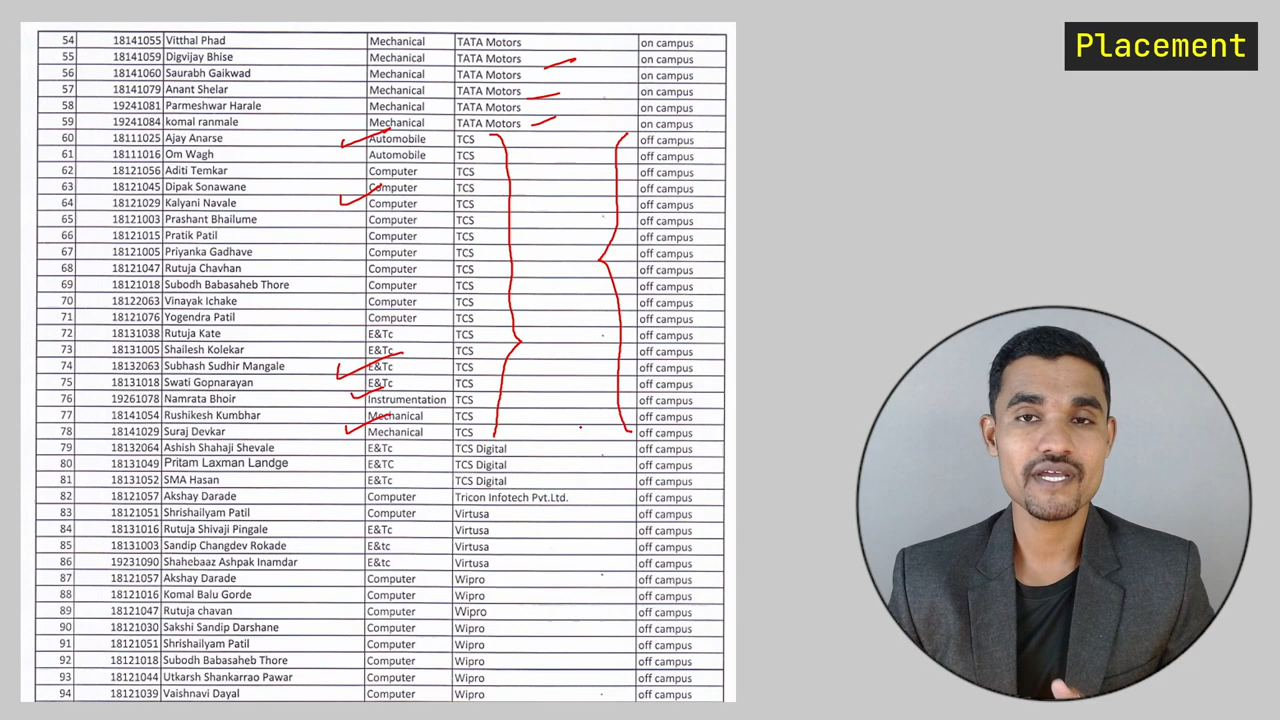 Placement
54 18141055 Vitthal Phad Mechanical TATA Motors on campus
55 18141059 Digvijay Bhise Mechanical TATA Motors on campus
56 18141060 Saurabh Gaikwad Mechanical TATA Motors on campus
57 18141079 Anant Shelar Mechanical TATA Motors on campus
58 19241081 Parmeshwar Harale Mechanical TATA Motors on campus
59 19241084 komal ranmale Mechanical TATA Motors on campus
60 18111025 Ajay Anarse Automobile TCS off campus
61 18111016 Om Wagh Automobile TCS off campus
62 18121056 Aditi Temkar Computer TCS off campus
63 18121045 Dipak Sonawane Computer TCS off campus
64 18121029 Kalyani Navale Computer TCS off campus
65 18121003 Prashant Bhailume Computer TCS off campus
66 18121015 Pratik Patil Computer TCS off campus
67 18121005 Priyanka Gadhave Computer TCS off campus
68 18121047 Rutuja Chavhan Computer TCS off campus
69 18121018 Subodh Babasaheb Thore Computer TCS off campus
70 18122063 Vinayak Ichake Computer TCS off campus
71 18121076 Yogendra Patil Computer TCS off campus
72 18131038 Rutuja Kate E&Tc TCS off campus
73 18131005 Shailesh Kolekar E&Tc TCS off campus
74 18132063 Subhash Sudhir Mangale E&Tc TCS off campus
75 18131018 Swati Gopnarayan E&Tc TCS off campus
76 19261078 Namrata Bhoir Instrumentation TCS off campus
77 18141054 Rushikesh Kumbhar Mechanical TCS off campus
78 18141029 Suraj Devkar Mechanical TCS off campus
79 18132064 Ashish Shahaji Shevale E&Tc TCS Digital off campus
80 18131049 Pritam Laxman Landge E&TC TCS Digital off campus
81 18131052 SMA Hasan E&Tc TCS Digital off campus
82 18121057 Akshay Darade Computer Tricon Infotech Pvt.Ltd. off campus
83 18121051 Shrishailyam Patil Computer Virtusa off campus
84 18131016 Rutuja Shivaji Pingale E&Tc Virtusa off campus
85 18131003 Sandip Changdev Rokade E&tc Virtusa off campus
86 19231090 Shahebaaz Ashpak Inamdar E&tc Virtusa off campus
87 18121057 Akshay Darade Computer Wipro off campus
88 18121016 Komal Balu Gorde Computer Wipro off campus
89 18121047 Rutuja chavan Computer Wipro off campus
90 18121030 Sakshi Sandip Darshane Computer Wipro off campus
91 18121051 Shrishailyam Patil Computer Wipro off campus
92 18121018 Subodh Babasaheb Thore Computer Wipro off campus
93 18121044 Utkarsh Shankarrao Pawar Computer Wipro off campus
94 18121039 Vaishnavi Dayal Computer Wipro off campus